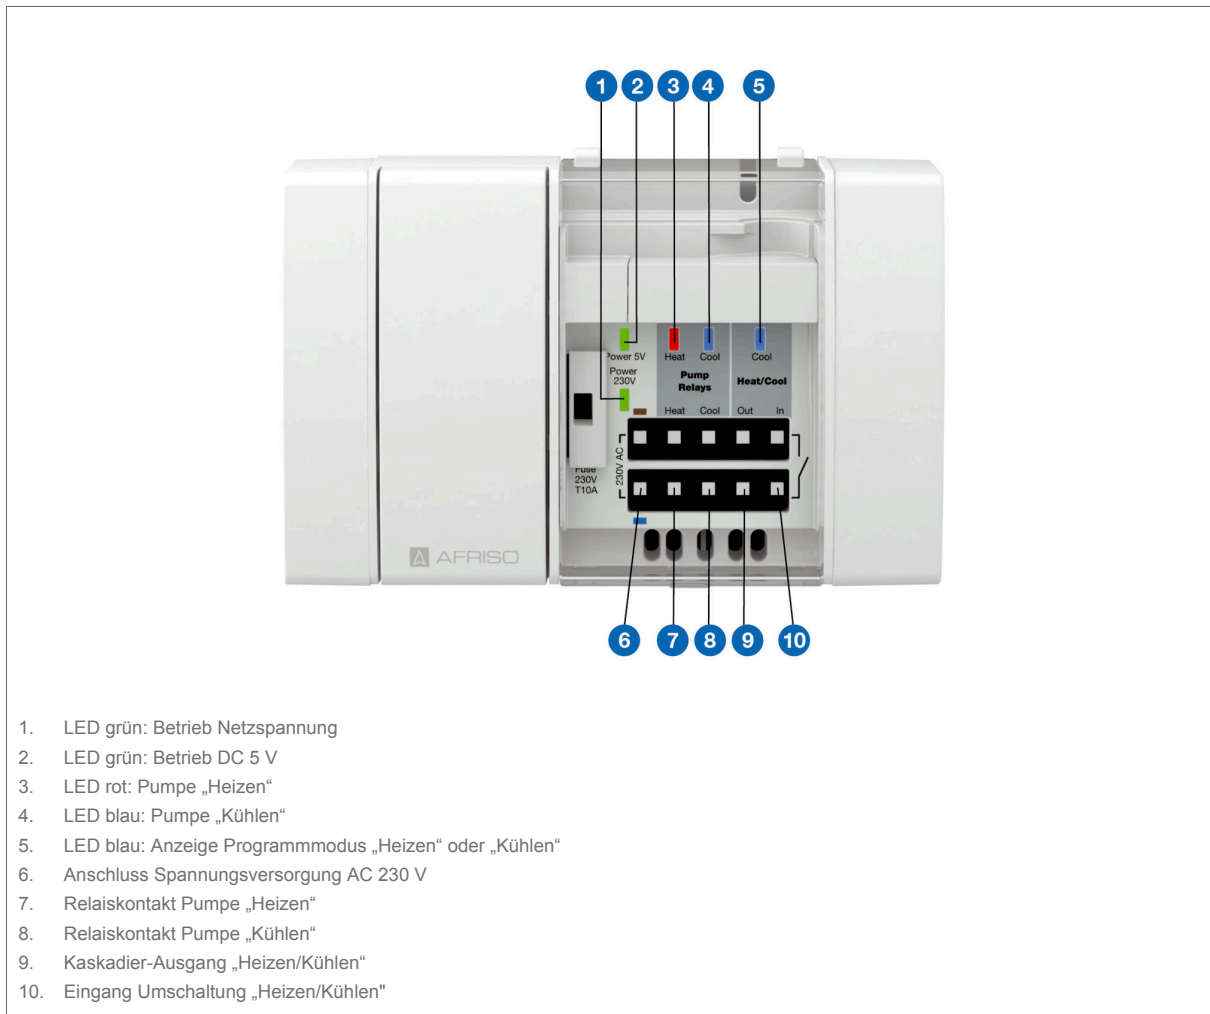 1 2 3 4 5
Power 5V Heat Cool Cool
Power
230V
Pump
Relays
Heat/Cool
Heat Cool Out In
230V AC
Fuse
230V
T10A
AFRISO
6 7 8 9 10
1. LED grün: Betrieb Netzspannung
2. LED grün: Betrieb DC 5 V
3. LED rot: Pumpe „Heizen“
4. LED blau: Pumpe „Kühlen“
5. LED blau: Anzeige Programmmodus „Heizen“ oder „Kühlen“
6. Anschluss Spannungsversorgung AC 230 V
7. Relaiskontakt Pumpe „Heizen“
8. Relaiskontakt Pumpe „Kühlen“
9. Kaskadier-Ausgang „Heizen/Kühlen“
10. Eingang Umschaltung „Heizen/Kühlen"